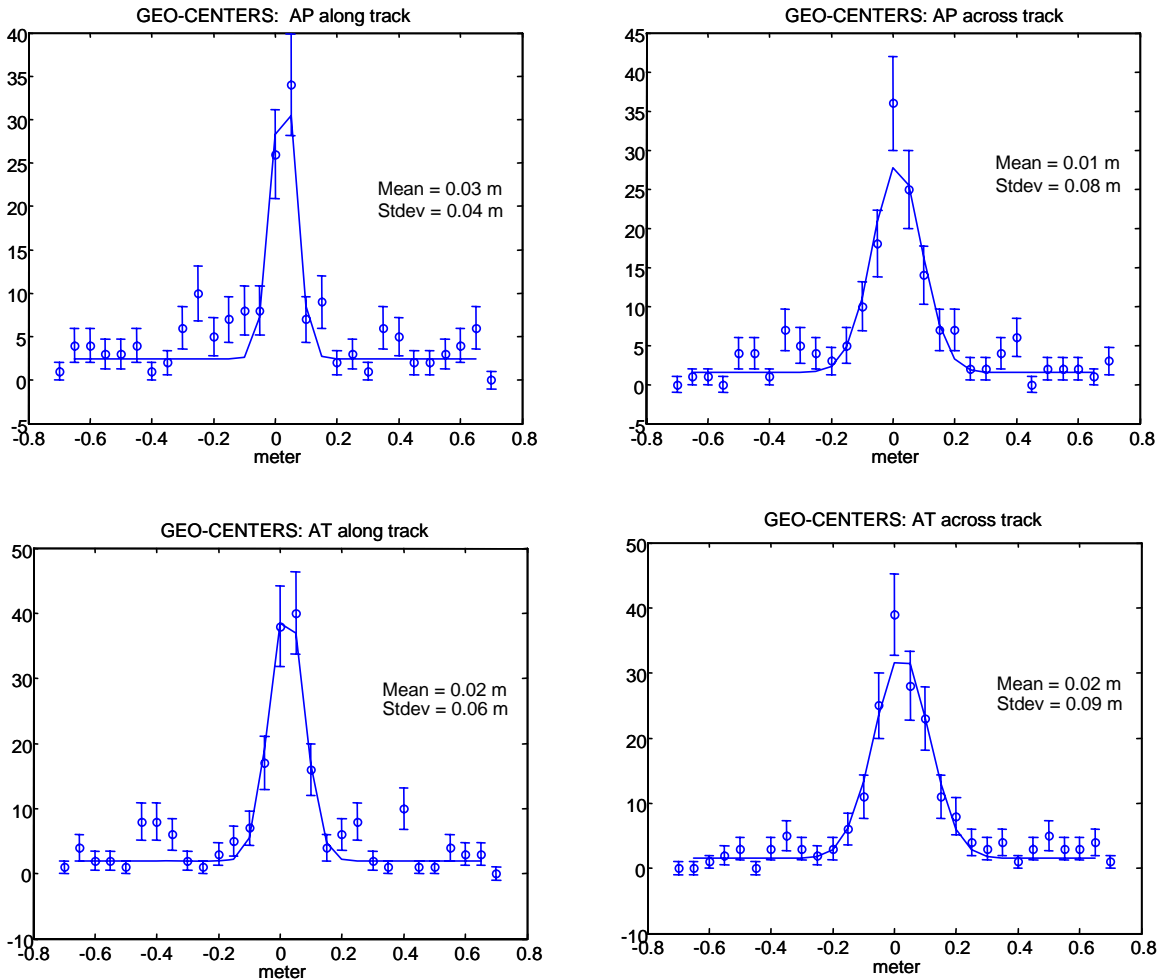 GEO-CENTERS: AP along track
40
35
30
25
20
15
10
5
0
-5
Mean = 0.03 m
Stdev = 0.04 m
-0.8 -0.6 -0.4 -0.2 0 0.2 0.4 0.6 0.8
meter
GEO-CENTERS: AP across track
45
40
35
30
25
20
15
10
5
0
-5
Mean = 0.01 m
Stdev = 0.08 m
-0.8 -0.6 -0.4 -0.2 0 0.2 0.4 0.6 0.8
meter
GEO-CENTERS: AT along track
50
40
30
20
10
0
-10
Mean = 0.02 m
Stdev = 0.06 m
-0.8 -0.6 -0.4 -0.2 0 0.2 0.4 0.6 0.8
meter
GEO-CENTERS: AT across track
50
40
30
20
10
0
-10
Mean = 0.02 m
Stdev = 0.09 m
-0.8 -0.6 -0.4 -0.2 0 0.2 0.4 0.6 0.8
meter